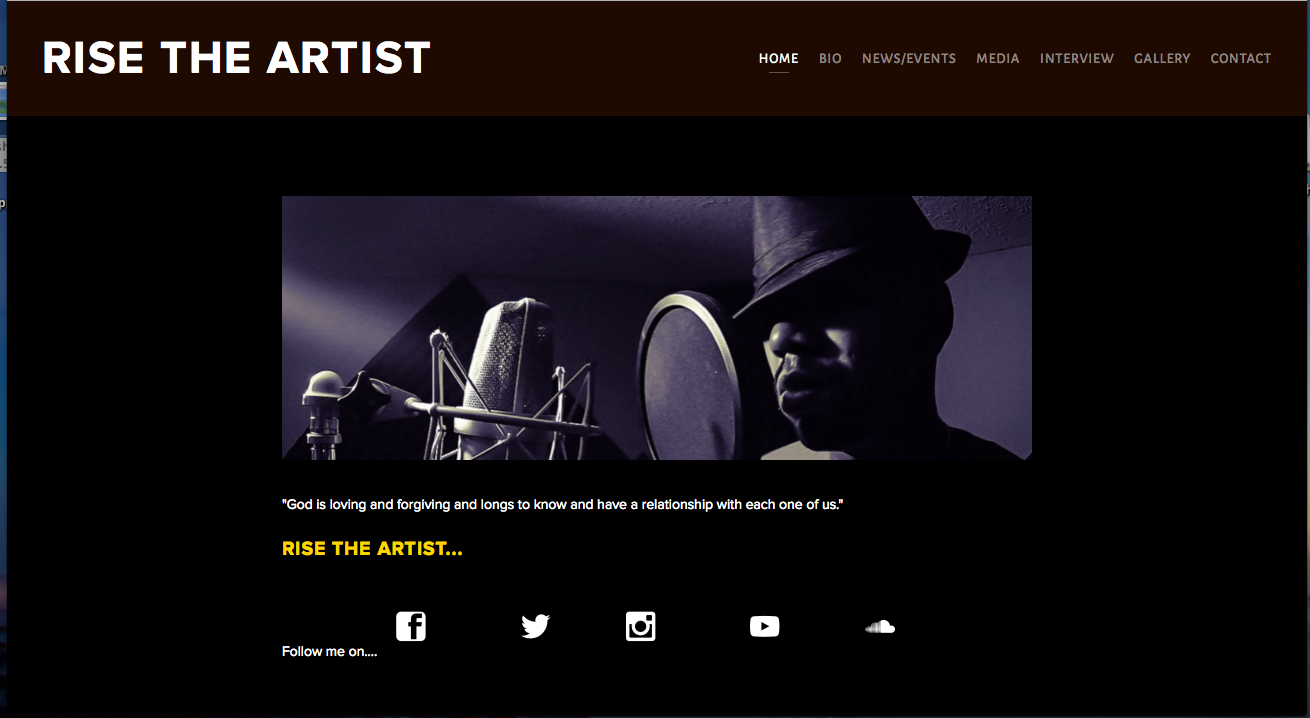 RISE THE ARTIST
HOME BIO NEWS/EVENTS MEDIA INTERVIEW GALLERY CONTACT
"God is loving and forgiving and longs to know and have a relationship with each one of us."
RISE THE ARTIST...
Follow me on....